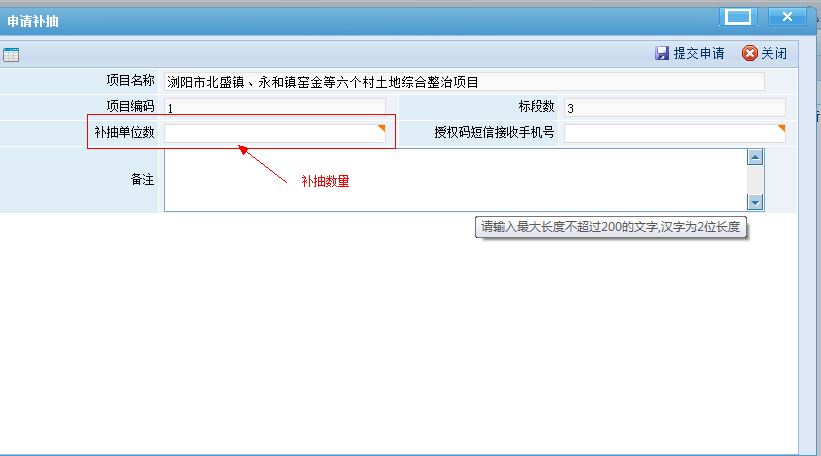 申请补抽
提交申请 关闭
项目名称 浏阳市北盛镇、永和镇窑金等六个村土地综合整治项目
项目编码 1 标段数 3
补抽单位数 授权码短信接收手机号
备注
补抽数量
请输入最大长度不超过200的文字,汉字为2位长度